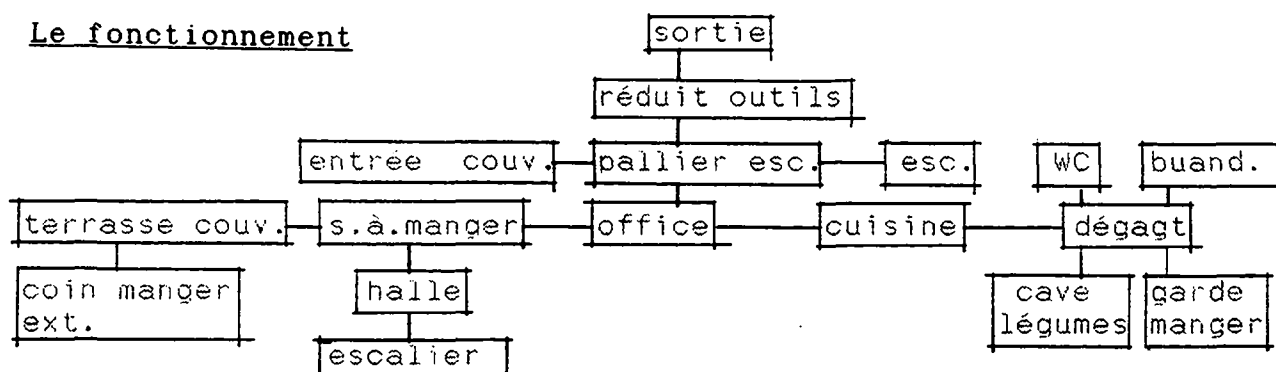 Le fonctionnement
sortie
réduit outils
entrée couv.
pallier esc.
esc.
WC
buand.
terrasse couv.
s.à.manger
office
cuisine
dégagt
coin manger
ext.
halle
cave
légumes
garde
manger
escalier